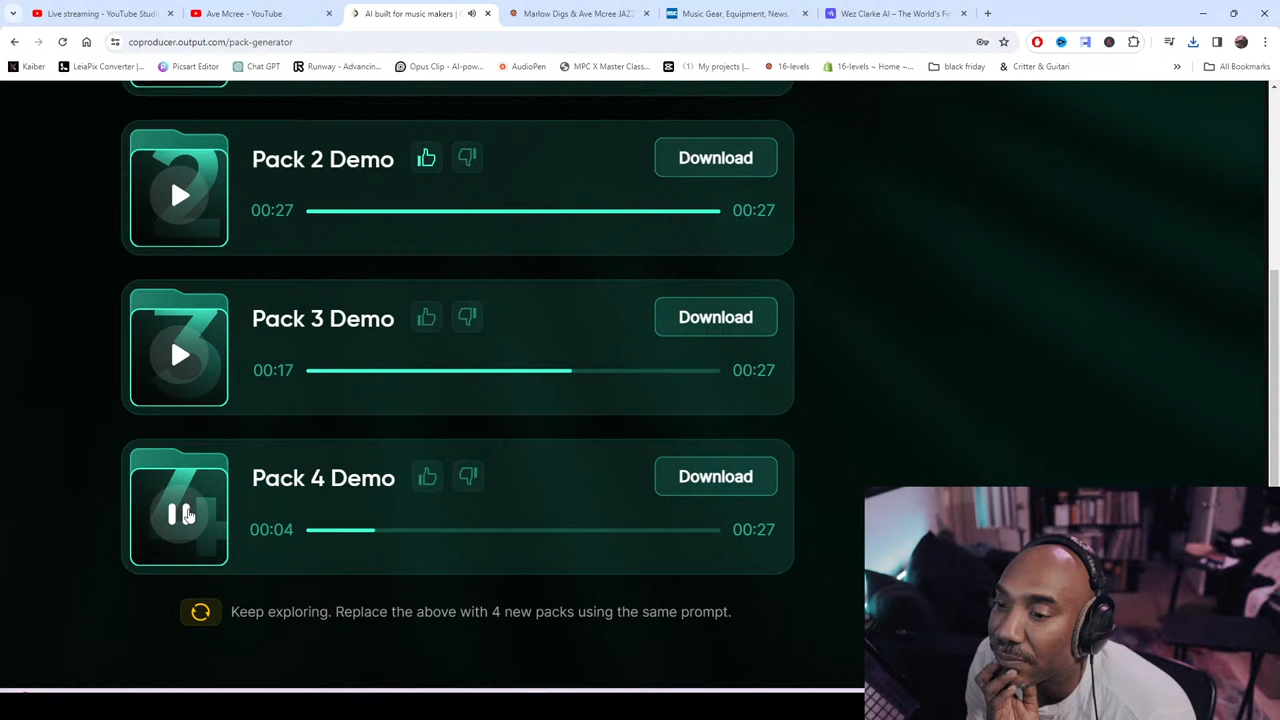 Live streaming - YouTube Studi
Ave Mcree - YouTube
AI built for music makers | C
Marlow Digs & Ave Mcree JAZZ
Music Gear, Equipment, News,
Wez Clarke AI – The World's Fi
coproducer.output.com/pack-generator
Kaiber
LeiaPix Converter |...
Picsart Editor
Chat GPT
Runway - Advancin...
Opus Clip - AI-pow...
AudioPen
MPC X Master Class...
(1) My projects |...
16-levels
16-levels ~ Home ~...
black friday
Critter & Guitari
All Bookmarks
2
Pack 2 Demo
Download
00:27
00:27
3
Pack 3 Demo
Download
00:17
00:27
4
Pack 4 Demo
Download
00:04
00:27
Keep exploring. Replace the above with 4 new packs using the same prompt.